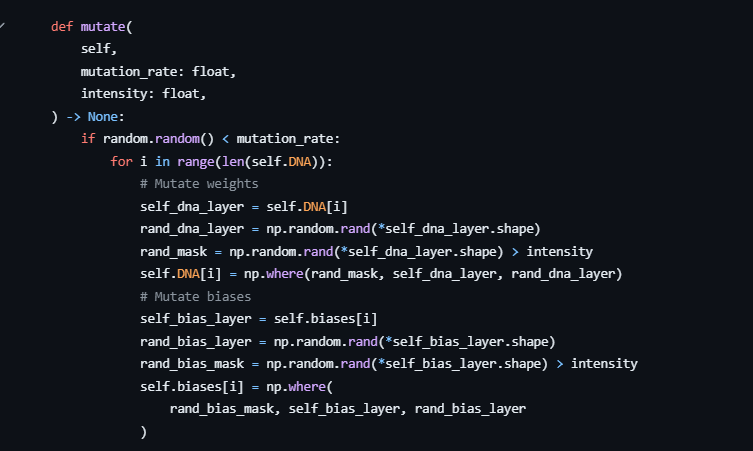 def mutate(
    self,
    mutation_rate: float,
    intensity: float,
) -> None:
    if random.random() < mutation_rate:
        for i in range(len(self.DNA)):
            # Mutate weights
            self_dna_layer = self.DNA[i]
            rand_dna_layer = np.random.rand(*self_dna_layer.shape)
            rand_mask = np.random.rand(*self_dna_layer.shape) > intensity
            self.DNA[i] = np.where(rand_mask, self_dna_layer, rand_dna_layer)
            # Mutate biases
            self_bias_layer = self.biases[i]
            rand_bias_layer = np.random.rand(*self_bias_layer.shape)
            rand_bias_mask = np.random.rand(*self_bias_layer.shape) > intensity
            self.biases[i] = np.where(
                rand_bias_mask, self_bias_layer, rand_bias_layer
            )